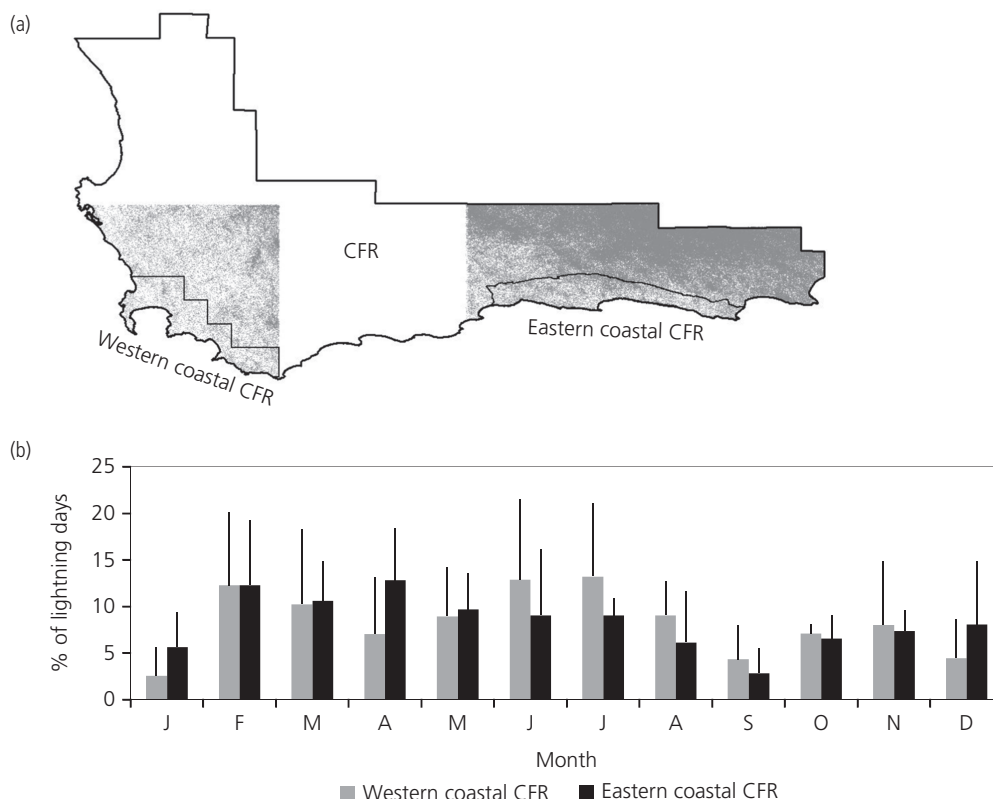 (a)
CFR
Eastern coastal CFR
Western coastal CFR
(b)
% of lightning days
25
20
15
10
5
0
J F M A M J J A S O N D
Month
Western coastal CFR Eastern coastal CFR